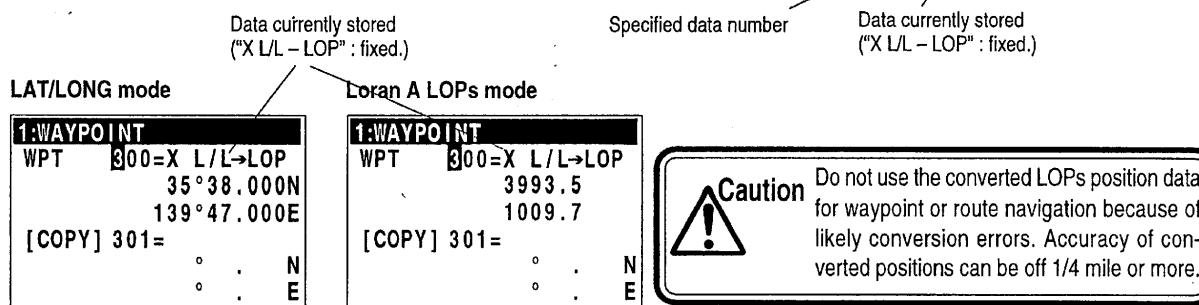 Data currently stored
("X L/L – LOP" : fixed.)
Specified data number
Data currently stored
("X L/L – LOP" : fixed.)
LAT/LONG mode
1:WAYPOINT
WPT 300=X L/L→LOP
35°38.000N
139°47.000E
[COPY] 301=
° . N
° . E
Loran A LOPs mode
1:WAYPOINT
WPT 300=X L/L→LOP
3993.5
1009.7
[COPY] 301=
° . N
° . E
Caution
Do not use the converted LOPs position data
for waypoint or route navigation because of
likely conversion errors. Accuracy of con-
verted positions can be off 1/4 mile or more.